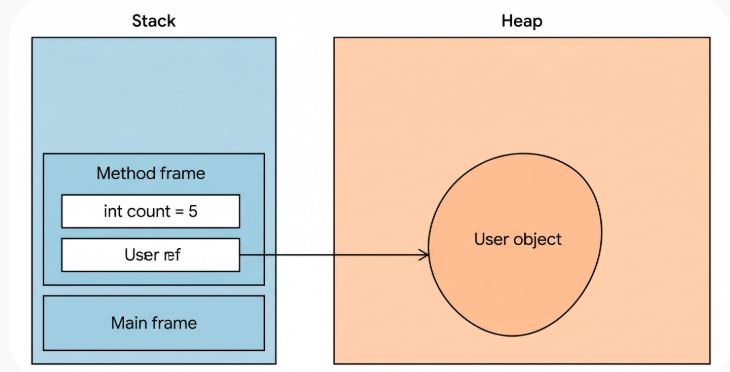 Stack
Heap
Method frame
int count = 5
User ref
User object
Main frame